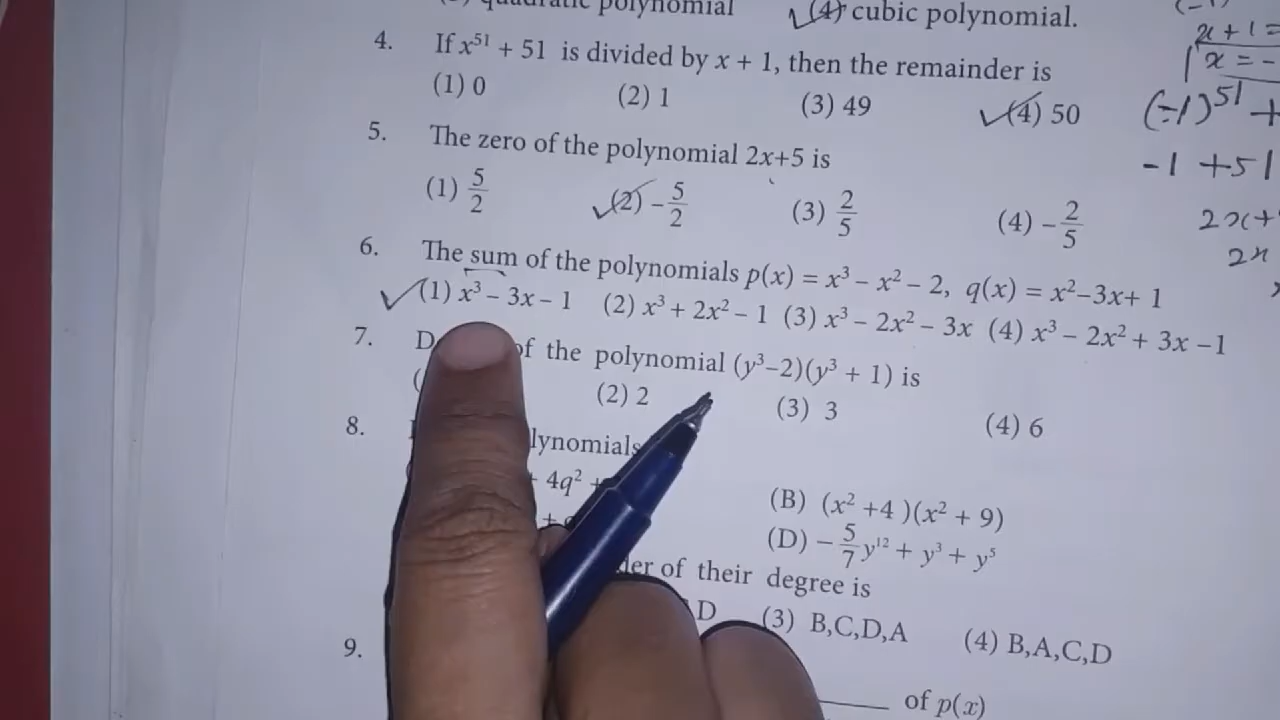 quadratic polynomial (4) cubic polynomial.
4. If x⁵¹ + 51 is divided by x + 1, then the remainder is
(1) 0 (2) 1 (3) 49 (4) 50
5. The zero of the polynomial 2x+5 is
(1) 5/2 (2) –5/2 (3) 2/5 (4) –2/5
6. The sum of the polynomials p(x) = x³ – x² – 2, q(x) = x²–3x+ 1
(1) x³ – 3x – 1 (2) x³ + 2x² – 1 (3) x³ – 2x² – 3x (4) x³ – 2x² + 3x –1
7. of the polynomial (y³–2)(y³ + 1) is
(2) 2 (3) 3 (4) 6
8.
+ 4q² + (B) (x² +4 )(x² + 9)
(D) –5/7 y¹² + y³ + y⁵
of their degree is
D (3) B,C,D,A (4) B,A,C,D
9.
of p(x)
x + 1 =
x = –
(–1)⁵¹ +
-1 +51
2x+
2x